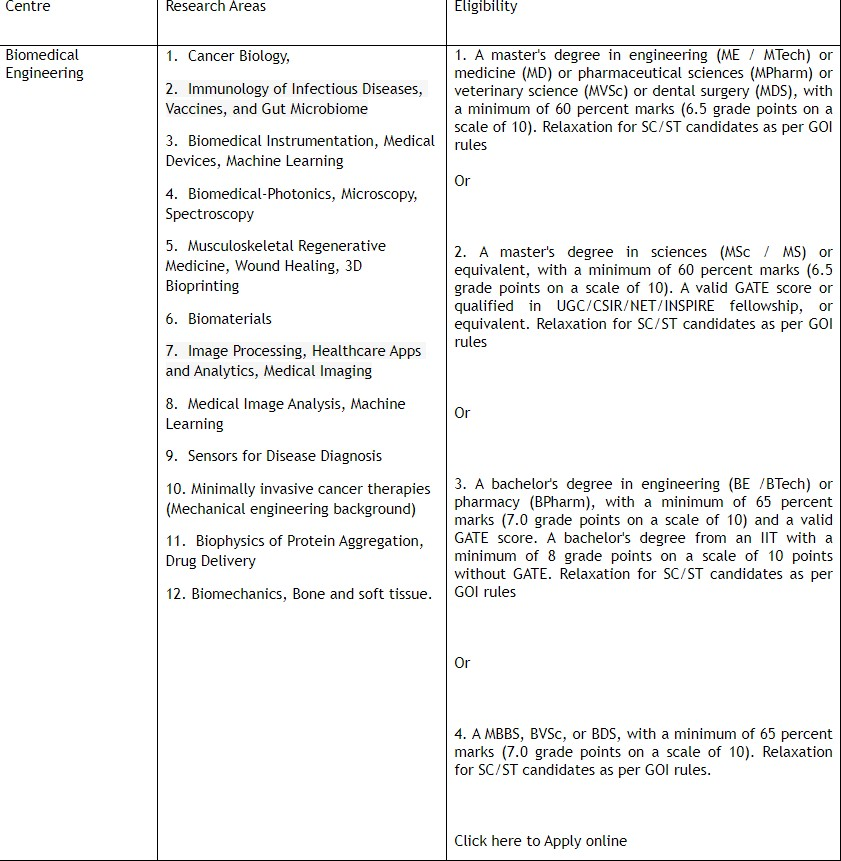 Centre
Research Areas
Eligibility
Biomedical
Engineering
1. Cancer Biology,
2. Immunology of Infectious Diseases,
Vaccines, and Gut Microbiome
3. Biomedical Instrumentation, Medical
Devices, Machine Learning
4. Biomedical-Photonics, Microscopy,
Spectroscopy
5. Musculoskeletal Regenerative
Medicine, Wound Healing, 3D
Bioprinting
6. Biomaterials
7. Image Processing, Healthcare Apps
and Analytics, Medical Imaging
8. Medical Image Analysis, Machine
Learning
9. Sensors for Disease Diagnosis
10. Minimally invasive cancer therapies
(Mechanical engineering background)
11. Biophysics of Protein Aggregation,
Drug Delivery
12. Biomechanics, Bone and soft tissue.
1. A master's degree in engineering (ME / MTech) or
medicine (MD) or pharmaceutical sciences (MPharm) or
veterinary science (MVSc) or dental surgery (MDS), with
a minimum of 60 percent marks (6.5 grade points on a
scale of 10). Relaxation for SC/ST candidates as per GOI
rules
Or
2. A master's degree in sciences (MSc / MS) or
equivalent, with a minimum of 60 percent marks (6.5
grade points on a scale of 10). A valid GATE score or
qualified in UGC/CSIR/NET/INSPIRE fellowship, or
equivalent. Relaxation for SC/ST candidates as per GOI
rules
Or
3. A bachelor's degree in engineering (BE /BTech) or
pharmacy (BPharm), with a minimum of 65 percent
marks (7.0 grade points on a scale of 10) and a valid
GATE score. A bachelor's degree from an IIT with a
minimum of 8 grade points on a scale of 10 points
without GATE. Relaxation for SC/ST candidates as per
GOI rules
Or
4. A MBBS, BVSc, or BDS, with a minimum of 65 percent
marks (7.0 grade points on a scale of 10). Relaxation
for SC/ST candidates as per GOI rules.
Click here to Apply online